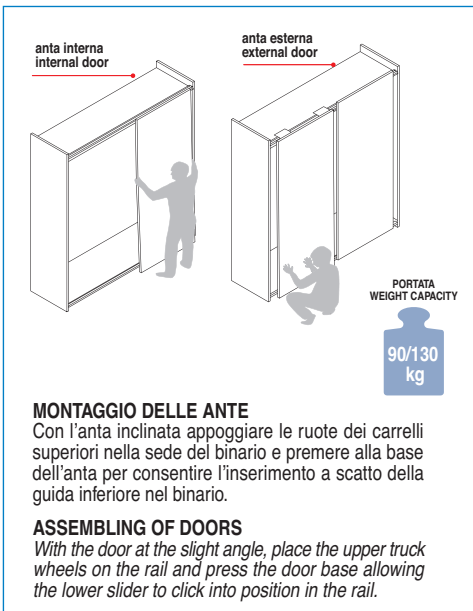 anta interna
internal door
anta esterna
external door
PORTATA
WEIGHT CAPACITY
90/130
kg
MONTAGGIO DELLE ANTE
Con l’anta inclinata appoggiare le ruote dei carrelli
superiori nella sede del binario e premere alla base
dell’anta per consentire l’inserimento a scatto della
guida inferiore nel binario.
ASSEMBLING OF DOORS
With the door at the slight angle, place the upper truck
wheels on the rail and press the door base allowing
the lower slider to click into position in the rail.